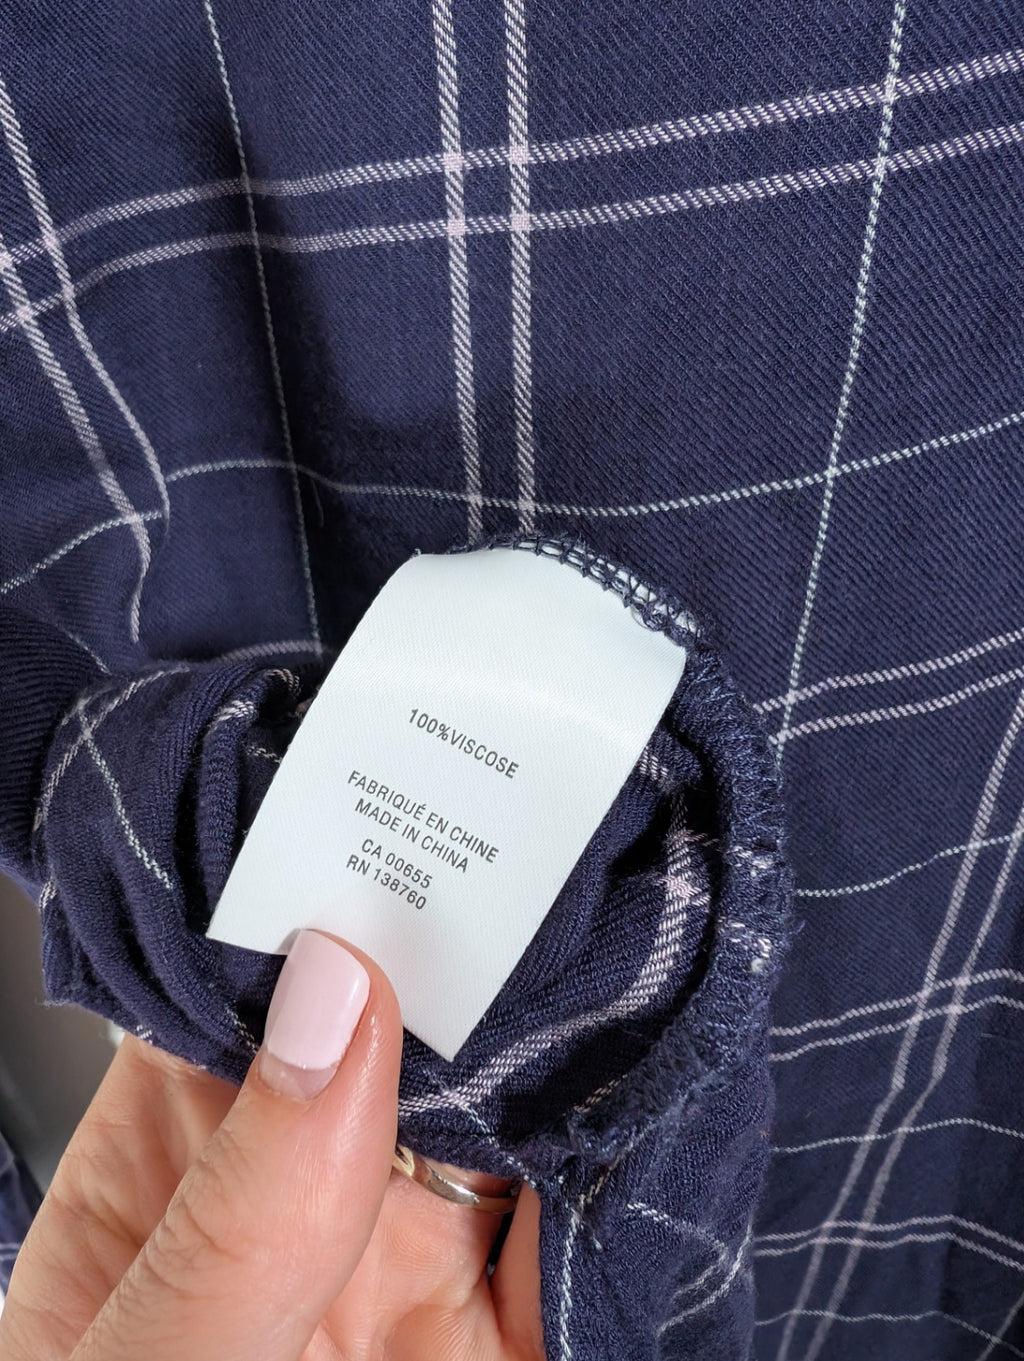 100%VISCOSE
FABRIQUÉ EN CHINE
MADE IN CHINA
CA 00655
RN 138760